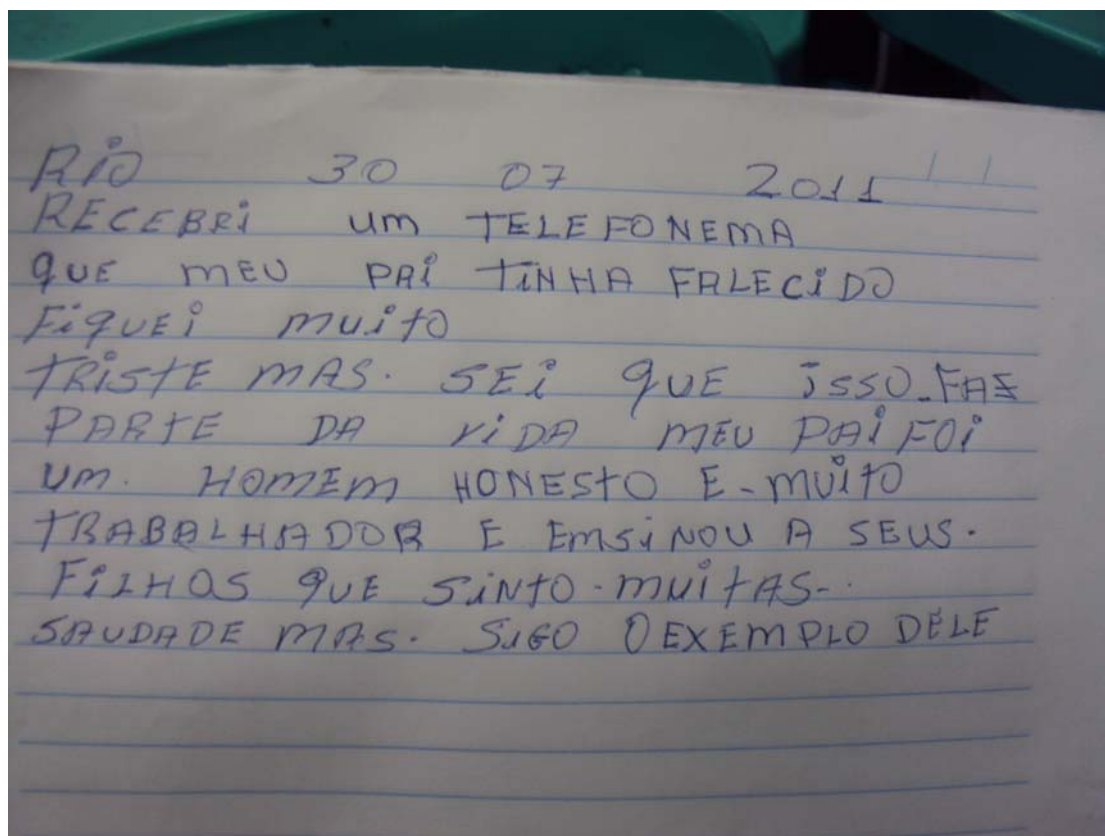 RiO 30 07 2011
RECEBRi um TELEFONEMA
QUE MEU PAi TiNHA FALECiDO
FiQUEi MUiTO
TRiSTE MAS. SEi QUE iSSO-FAZ
PARTE DA ViDA MEU PAi FOi
UM. HOMEM HONESTO E-MUiTO
TRABALHADOR E EMSiNOU A SEUS.
FiLHOS QUE SiNTO-MUiTAS-.
SAUDADE MAS. SiGO O EXEMPLO DELE